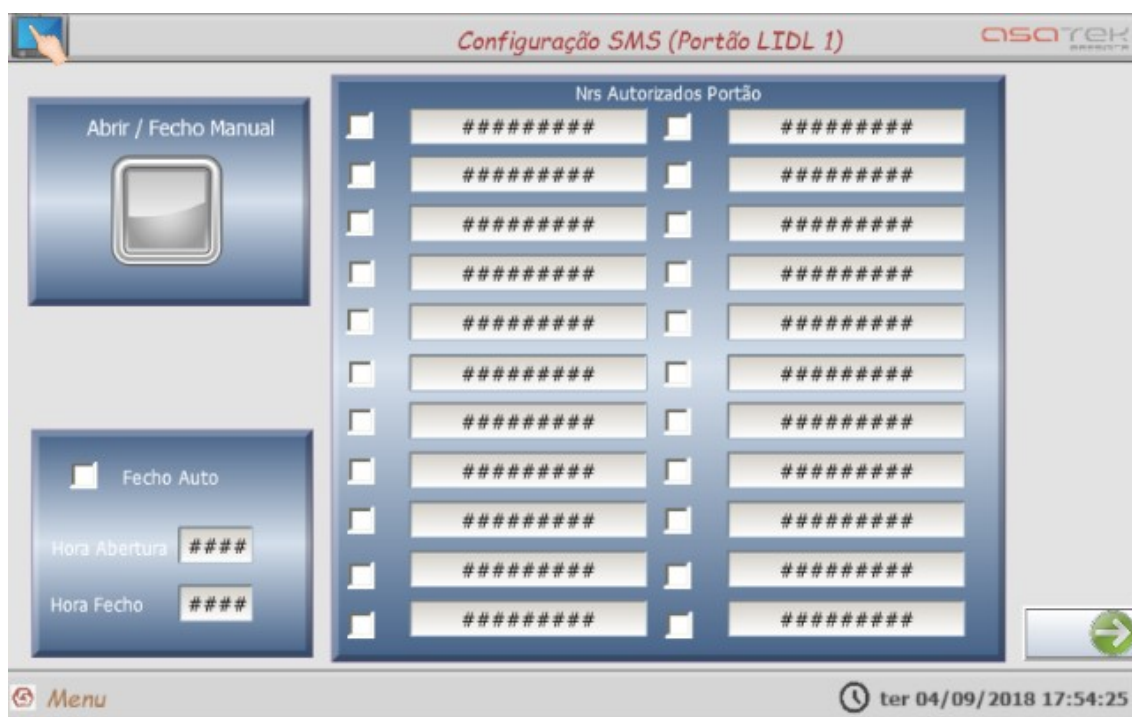 Configuração SMS (Portão LIDL 1)
asatek
Abrir / Fecho Manual
Nrs Autorizados Portão
######### #########
######### #########
######### #########
######### #########
######### #########
######### #########
######### #########
######### #########
######### #########
######### #########
######### #########
Fecho Auto
Hora Abertura ####
Hora Fecho ####
Menu
ter 04/09/2018 17:54:25